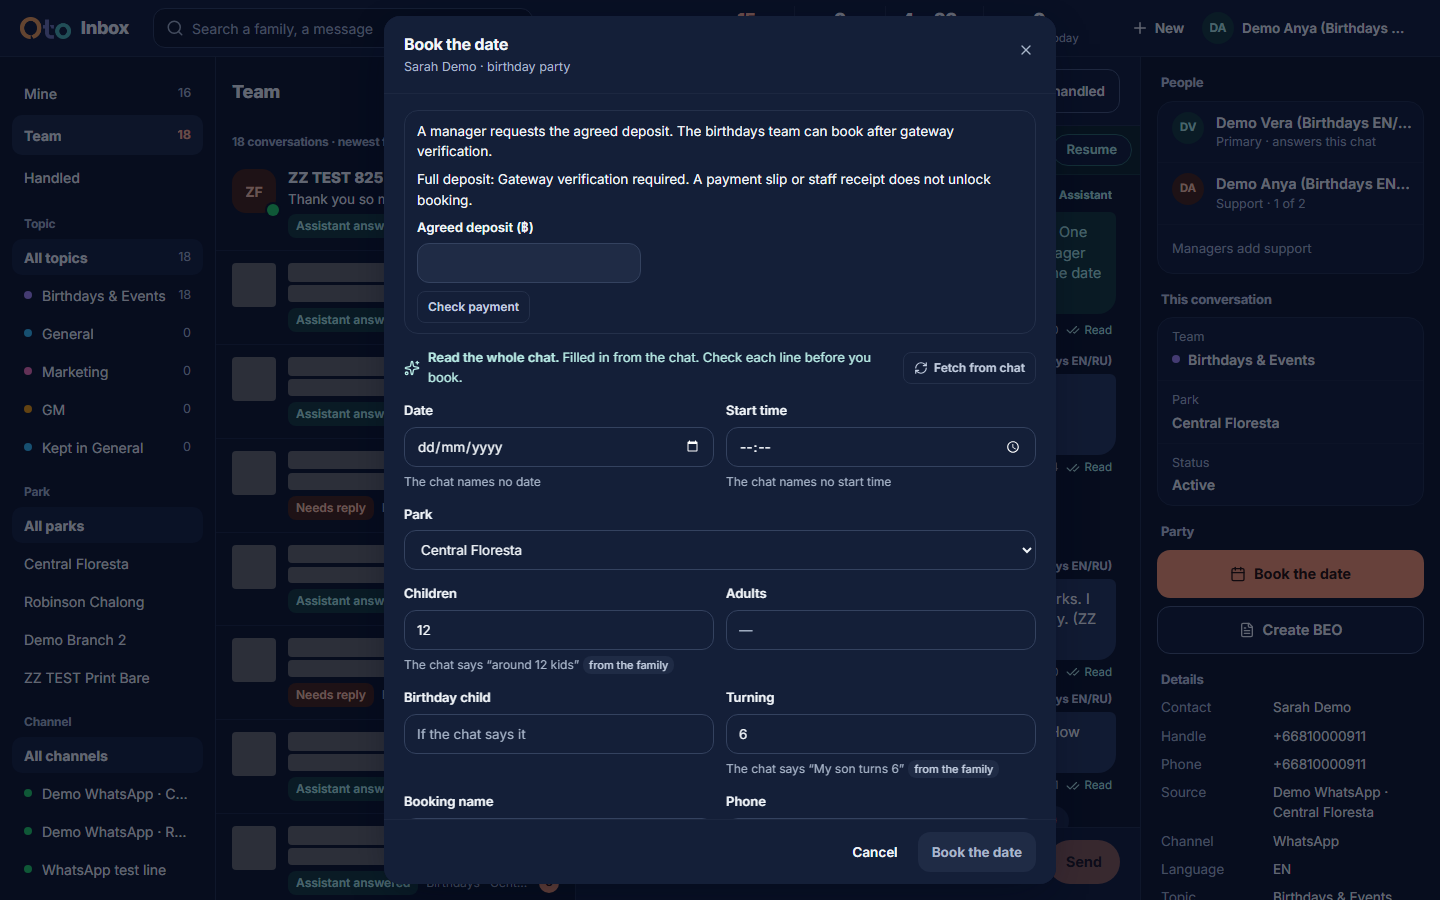 Oto Inbox
Search a family, a message
New
DA
Demo Anya (Birthdays ...
Mine 16
Team 18
Handled
Topic
All topics 18
Birthdays & Events 18
General 0
Marketing 0
GM 0
Kept in General 0
Park
All parks
Central Floresta
Robinson Chalong
Demo Branch 2
ZZ TEST Print Bare
Channel
All channels
Demo WhatsApp · C...
Demo WhatsApp · R...
WhatsApp test line
Team
18 conversations · newest
ZF
ZZ TEST 825
Thank you so
Assistant
Assistant
Assistant
Needs reply
Assistant
Needs reply
Assistant
Assistant answered
Book the date
Sarah Demo · birthday party
A manager requests the agreed deposit. The birthdays team can book after gateway
verification.
Full deposit: Gateway verification required. A payment slip or staff receipt does not unlock
booking.
Agreed deposit (฿)
Check payment
Read the whole chat. Filled in from the chat. Check each line before you
book.
Fetch from chat
Date
Start time
dd/mm/yyyy
--:--
The chat names no date
The chat names no start time
Park
Central Floresta
Children
Adults
12
—
The chat says “around 12 kids” from the family
Birthday child
Turning
If the chat says it
6
The chat says “My son turns 6” from the family
Booking name
Phone
Cancel
Book the date
Resume
Assistant
One
Read
Read
Read
Read
Send
People
DV
Demo Vera (Birthdays EN/...
Primary · answers this chat
DA
Demo Anya (Birthdays EN...
Support · 1 of 2
Managers add support
This conversation
Team
Birthdays & Events
Park
Central Floresta
Status
Active
Party
Book the date
Create BEO
Details
Contact Sarah Demo
Handle +66810000911
Phone +66810000911
Source Demo WhatsApp ·
Central Floresta
Channel WhatsApp
Language EN
Topic Birthdays & Events